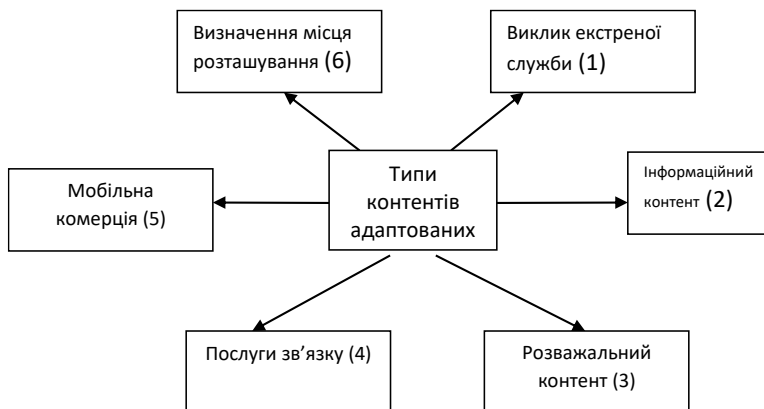 Визначення місця
розташування (6)
Виклик екстреної
служби (1)
Типи
контентів
адаптованих
Інформаційний
контент (2)
Мобільна
комерція (5)
Послуги зв’язку (4)
Розважальний
контент (3)